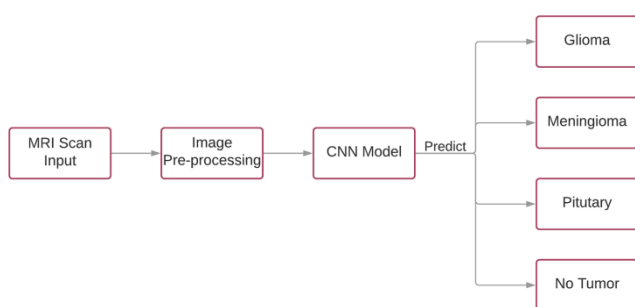 MRI Scan
Input
Image
Pre-processing
CNN Model
Predict
Glioma
Meningioma
Pitutary
No Tumor